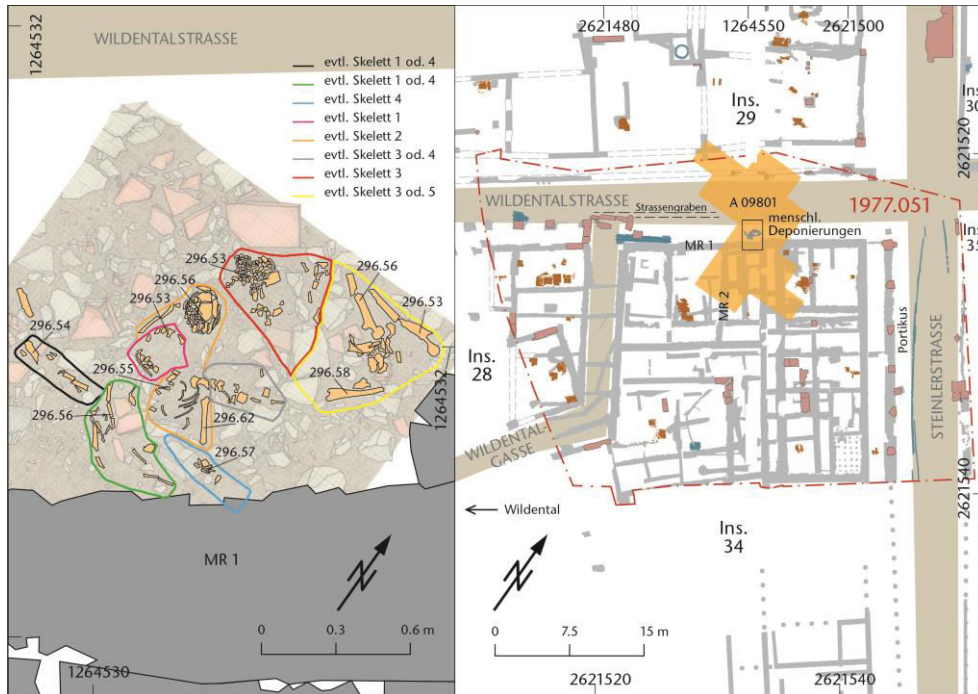 WILDENTALSTRASSE
1264532
evtl. Skelett 1 od. 4
evtl. Skelett 1 od. 4
evtl. Skelett 4
evtl. Skelett 1
evtl. Skelett 2
evtl. Skelett 3 od. 4
evtl. Skelett 3
evtl. Skelett 3 od. 5
296.53
296.56
296.53
296.56
296.53
296.54
296.55
296.58
296.56
296.62
296.57
1264532
MR 1
0 0.3 0.6 m
1264530
2621480
1264550
2621500
Ins.
29
Ins.
30
2621520
WILDENTALSTRASSE
Strassengraben
A 09801
menschl.
Deponierungen
1977.051
Ins.
35
MR 1
MR 2
Ins.
28
Portikus
STEINLERSTRASSE
WILDENTAL-
GASSE
Wildental
Ins.
34
2621540
0 7.5 15 m
2621520
2621540